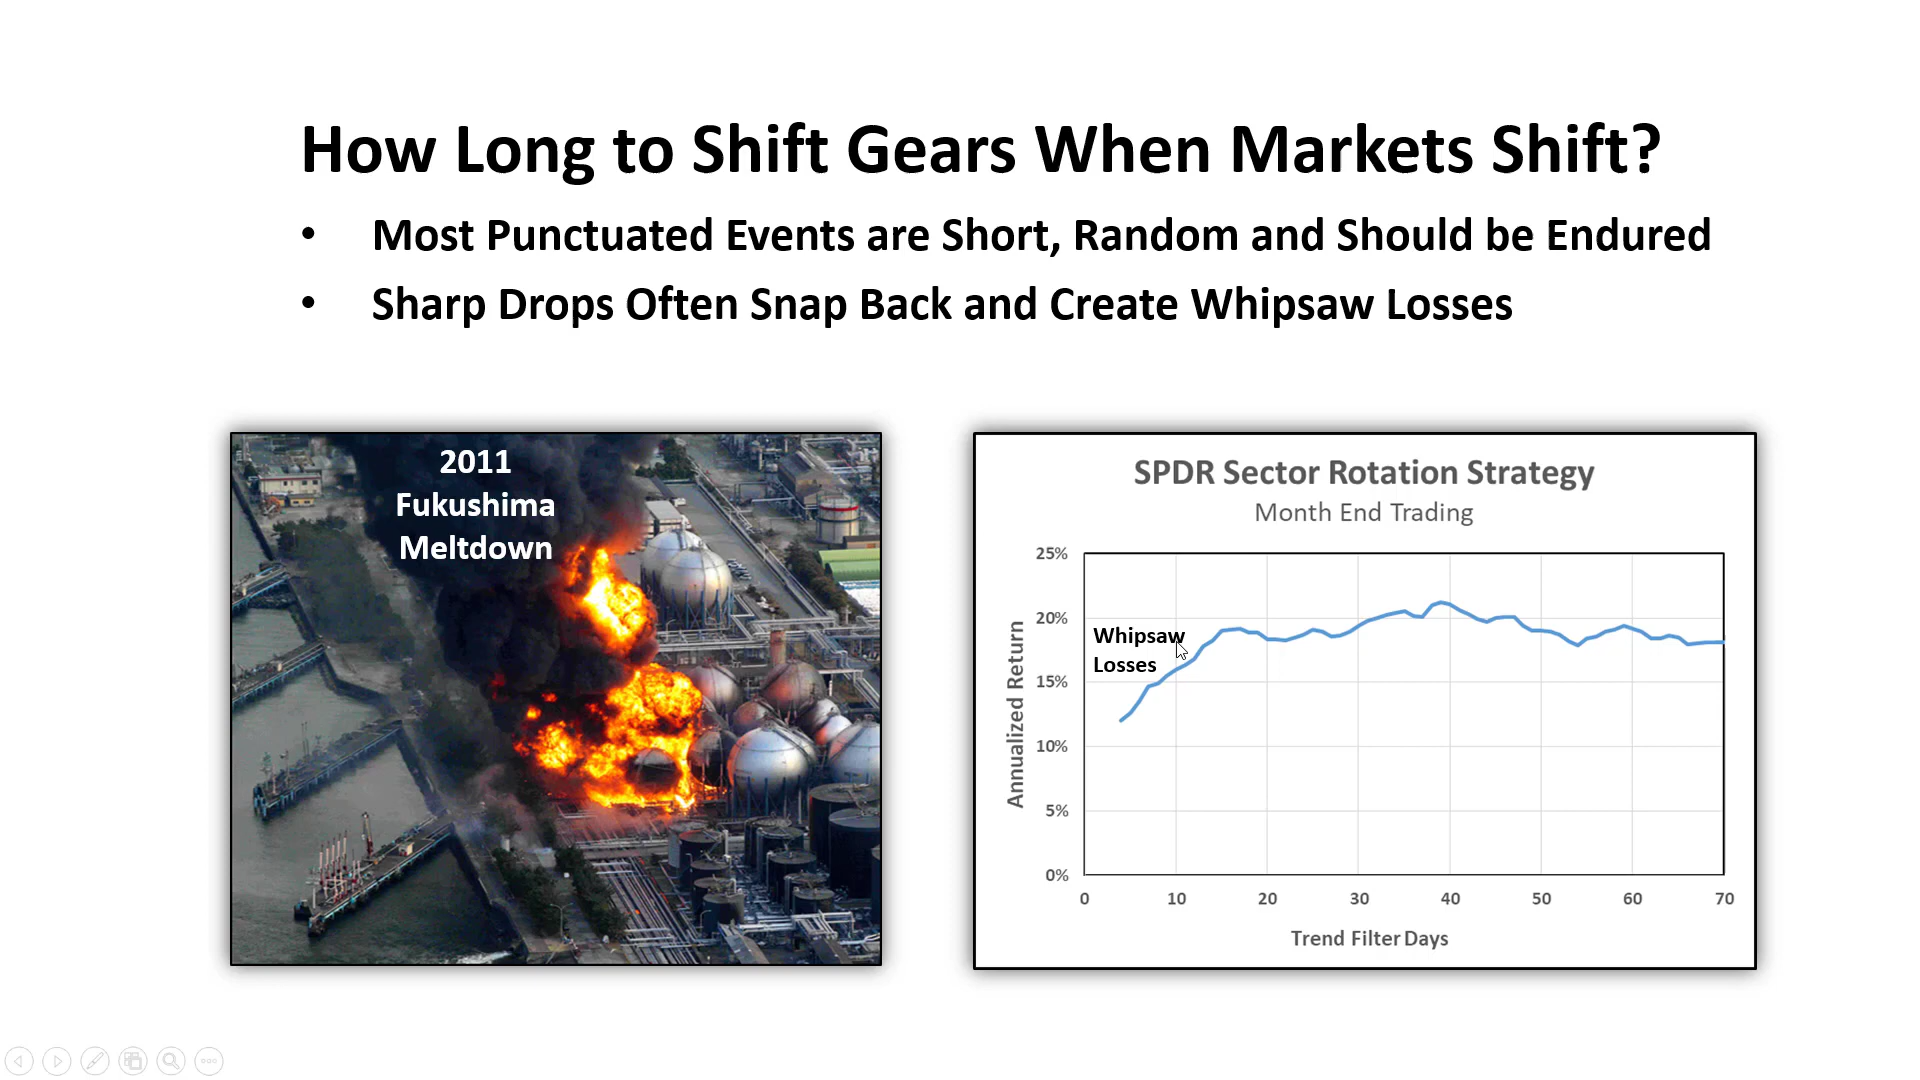 How Long to Shift Gears When Markets Shift?
• Most Punctuated Events are Short, Random and Should be Endured
• Sharp Drops Often Snap Back and Create Whipsaw Losses
2011
Fukushima
Meltdown
SPDR Sector Rotation Strategy
Month End Trading
Annualized Return
25%
20%
15%
10%
5%
0%
Whipsaw
Losses
0 10 20 30 40 50 60 70
Trend Filter Days